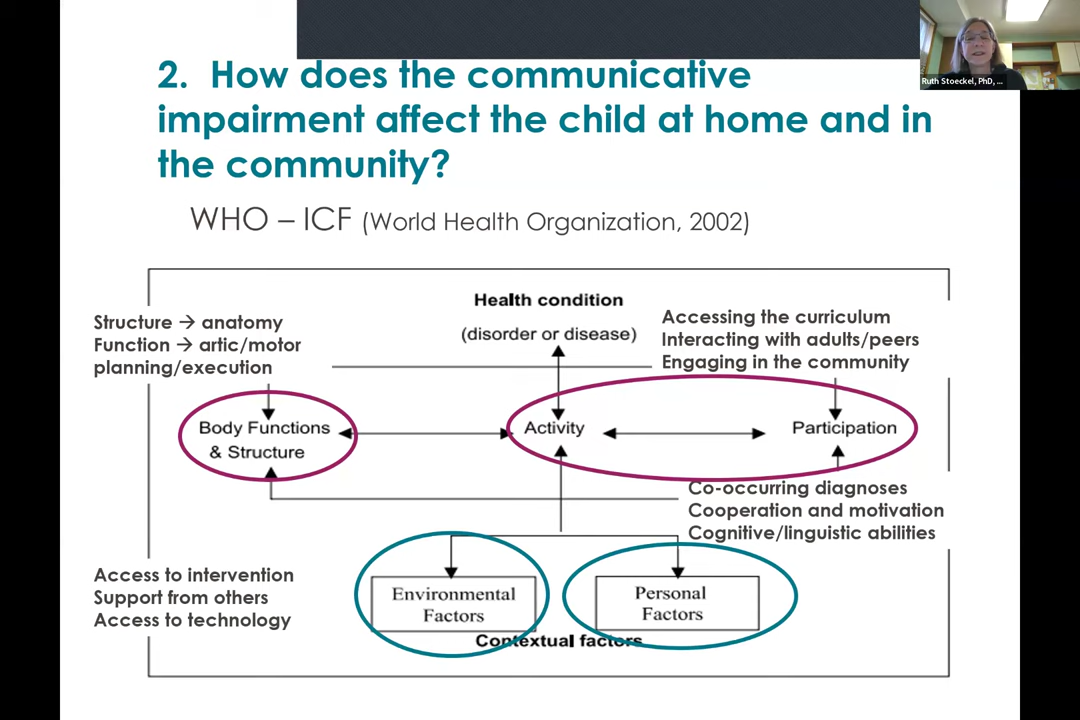 Ruth Stoeckel, PhD, ...
2. How does the communicative
impairment affect the child at home and in
the community?
WHO – ICF (World Health Organization, 2002)
Health condition
(disorder or disease)
Structure → anatomy
Function → artic/motor
planning/execution
Accessing the curriculum
Interacting with adults/peers
Engaging in the community
Body Functions
& Structure
Activity
Participation
Co-occurring diagnoses
Cooperation and motivation
Cognitive/linguistic abilities
Access to intervention
Support from others
Access to technology
Environmental
Factors
Personal
Factors
Contextual factors